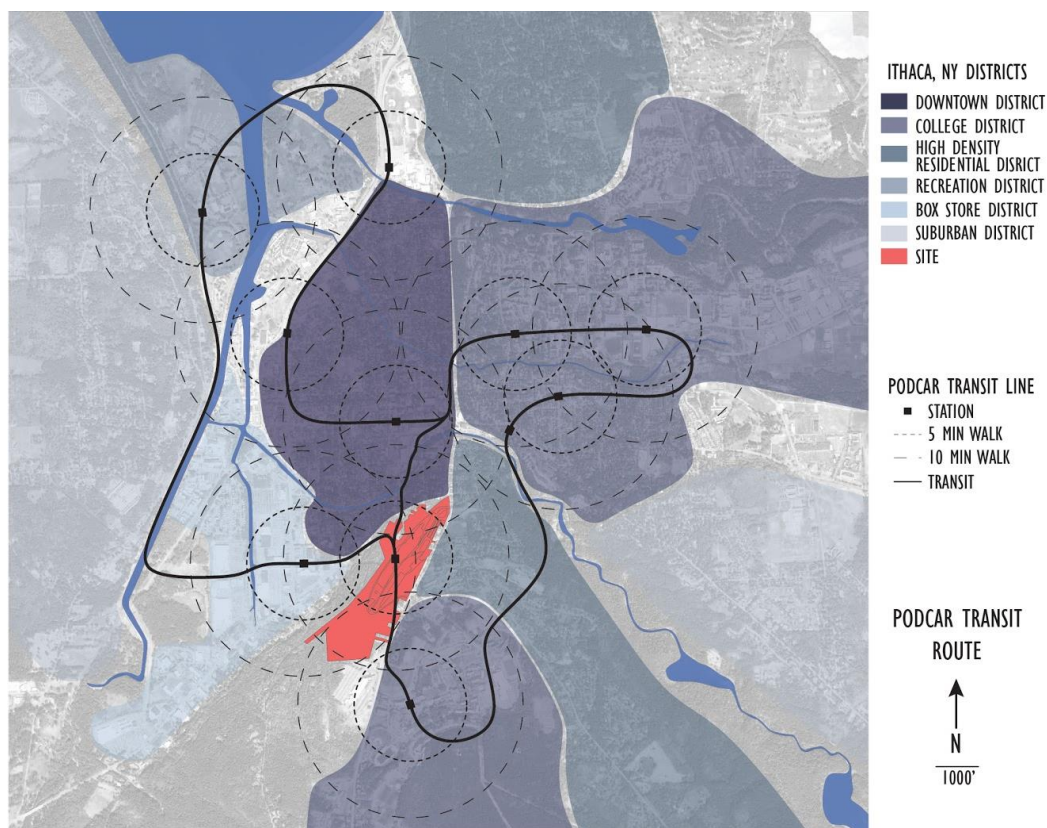 ITHACA, NY DISTRICTS
DOWNTOWN DISTRICT
COLLEGE DISTRICT
HIGH DENSITY
RESIDENTIAL DISRICT
RECREATION DISTRICT
BOX STORE DISTRICT
SUBURBAN DISTRICT
SITE
PODCAR TRANSIT LINE
STATION
5 MIN WALK
10 MIN WALK
TRANSIT
PODCAR TRANSIT
ROUTE
N
1000'